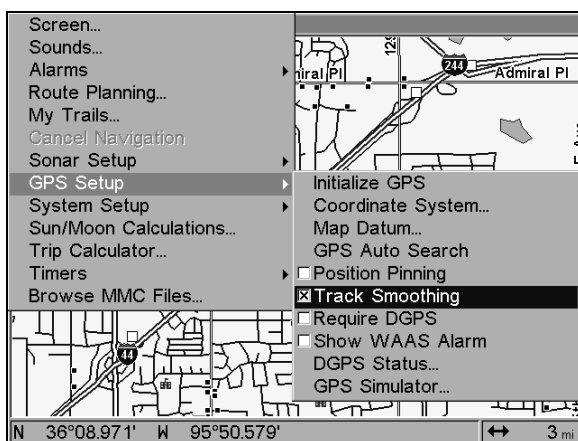 Screen...
Sounds...
Alarms
Route Planning...
My Trails...
Cancel Navigation
Sonar Setup
GPS Setup
System Setup
Sun/Moon Calculations...
Trip Calculator...
Timers
Browse MMC Files...
Initialize GPS
Coordinate System...
Map Datum...
GPS Auto Search
Position Pinning
Track Smoothing
Require DGPS
Show WAAS Alarm
DGPS Status...
GPS Simulator...
129
244
miral Pl
Admiral Pl
44
N 36°08.971' W 95°50.579'
↔ 3 mi